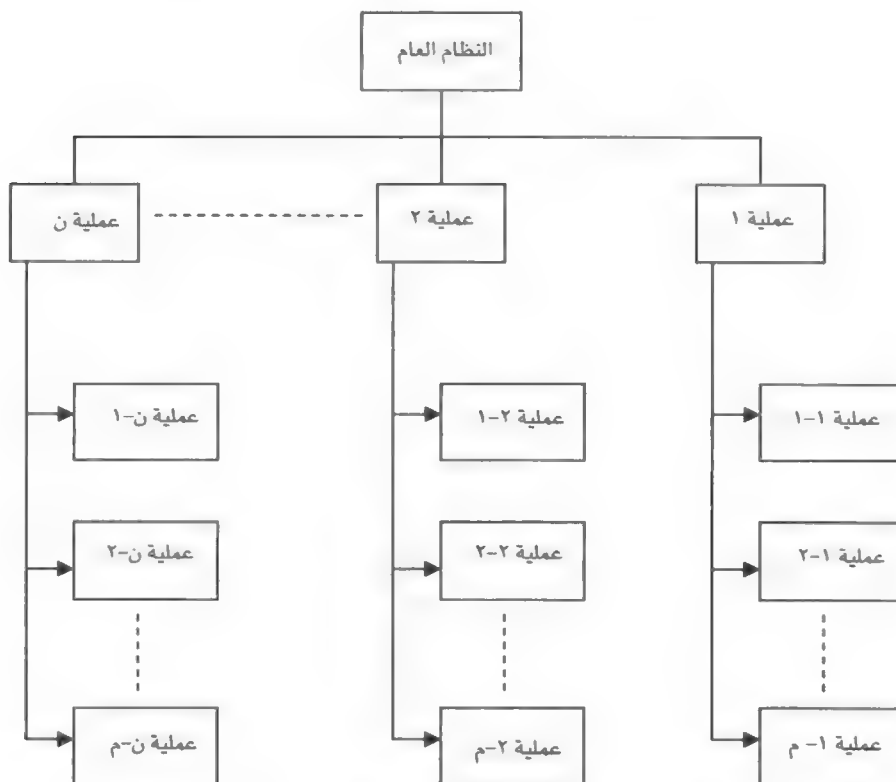 النظام العام
عملية ١
عملية ٢
عملية ن
عملية ١-١
عملية ٢-١
عملية ن-١
عملية ١-٢
عملية ٢-٢
عملية ن-٢
عملية ١- م
عملية ٢-م
عملية ن-م